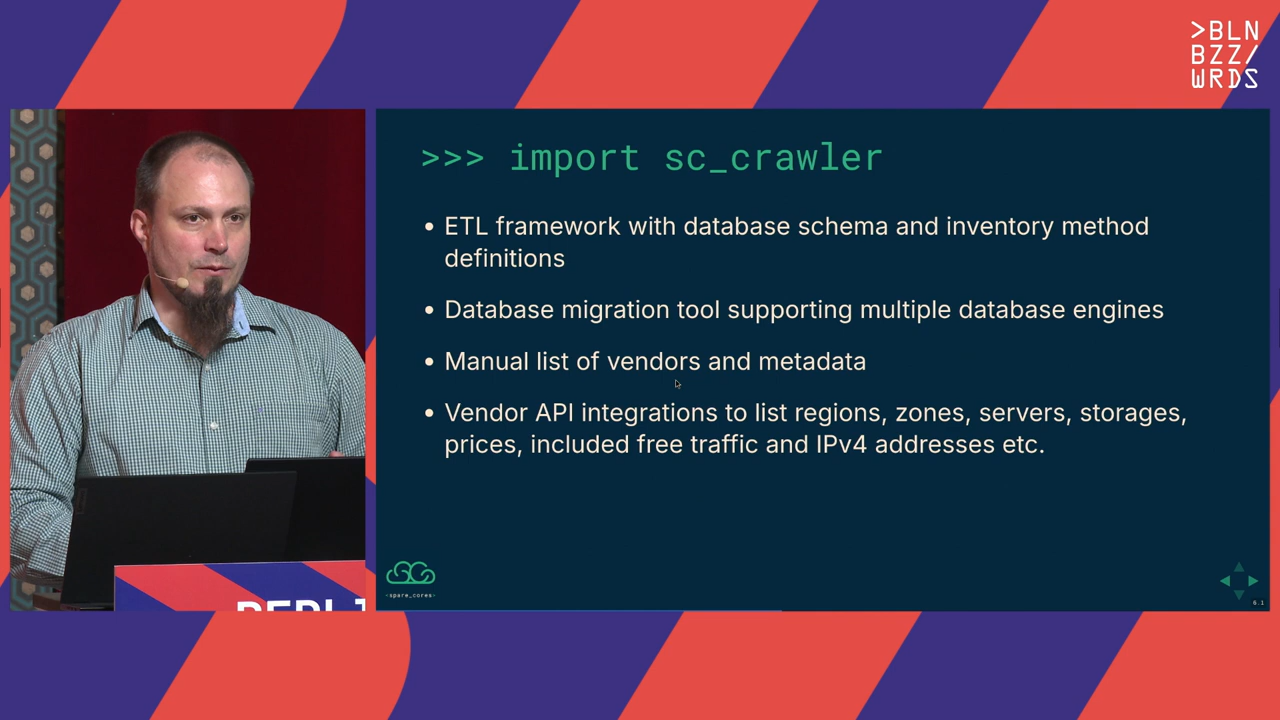 >BLN
BZZ/
WRDS
>>> import sc_crawler
• ETL framework with database schema and inventory method
definitions
• Database migration tool supporting multiple database engines
• Manual list of vendors and metadata
• Vendor API integrations to list regions, zones, servers, storages,
prices, included free traffic and IPv4 addresses etc.
<spare_cores>
6.1